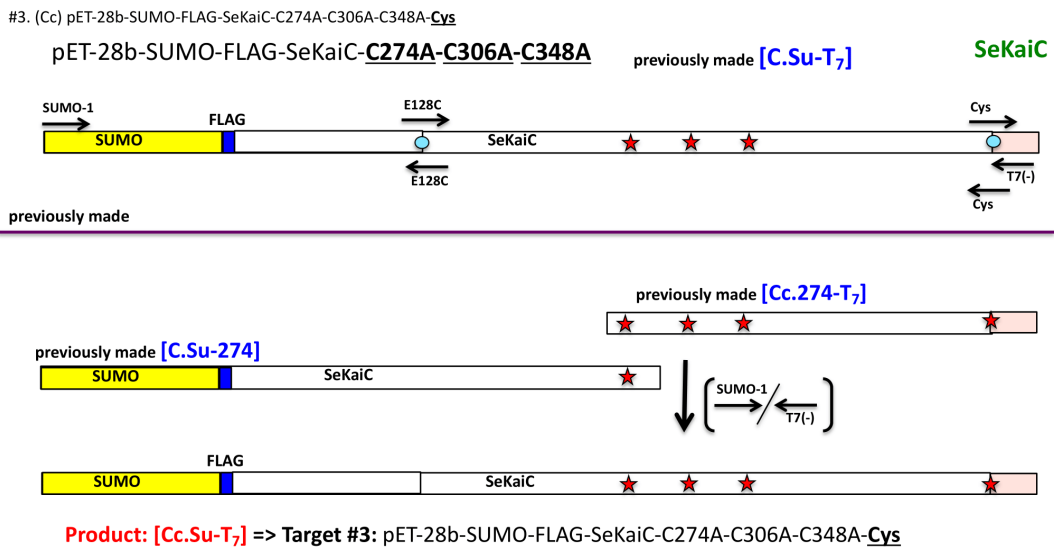 #3. (Cc) pET-28b-SUMO-FLAG-SeKaiC-C274A-C306A-C348A-Cys
pET-28b-SUMO-FLAG-SeKaiC-C274A-C306A-C348A
previously made [C.Su-T7]
SeKaiC
SUMO-1
FLAG
E128C
Cys
SUMO
SeKaiC
E128C
T7(-)
Cys
previously made
previously made [Cc.274-T7]
previously made [C.Su-274]
SUMO
SeKaiC
SUMO-1
T7(-)
FLAG
SUMO
SeKaiC
Product: [Cc.Su-T7] => Target #3: pET-28b-SUMO-FLAG-SeKaiC-C274A-C306A-C348A-Cys